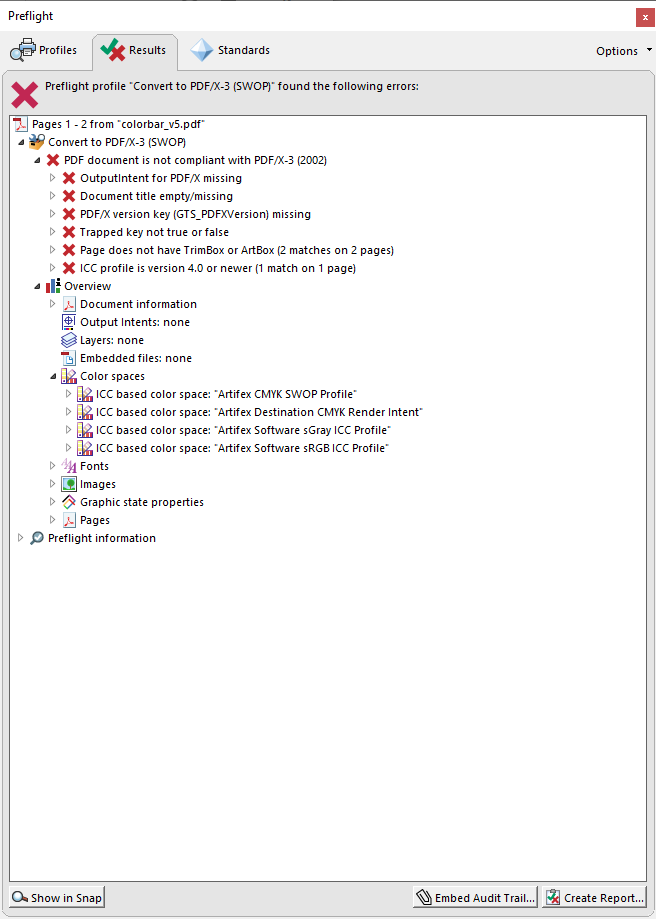 Preflight
x
Profiles Results Standards Options
Preflight profile "Convert to PDF/X-3 (SWOP)" found the following errors:
Pages 1 - 2 from "colorbar_v5.pdf"
Convert to PDF/X-3 (SWOP)
PDF document is not compliant with PDF/X-3 (2002)
OutputIntent for PDF/X missing
Document title empty/missing
PDF/X version key (GTS_PDFXVersion) missing
Trapped key not true or false
Page does not have TrimBox or ArtBox (2 matches on 2 pages)
ICC profile is version 4.0 or newer (1 match on 1 page)
Overview
Document information
Output Intents: none
Layers: none
Embedded files: none
Color spaces
ICC based color space: "Artifex CMYK SWOP Profile"
ICC based color space: "Artifex Destination CMYK Render Intent"
ICC based color space: "Artifex Software sGray ICC Profile"
ICC based color space: "Artifex Software sRGB ICC Profile"
Fonts
Images
Graphic state properties
Pages
Preflight information
Show in Snap Embed Audit Trail... Create Report...